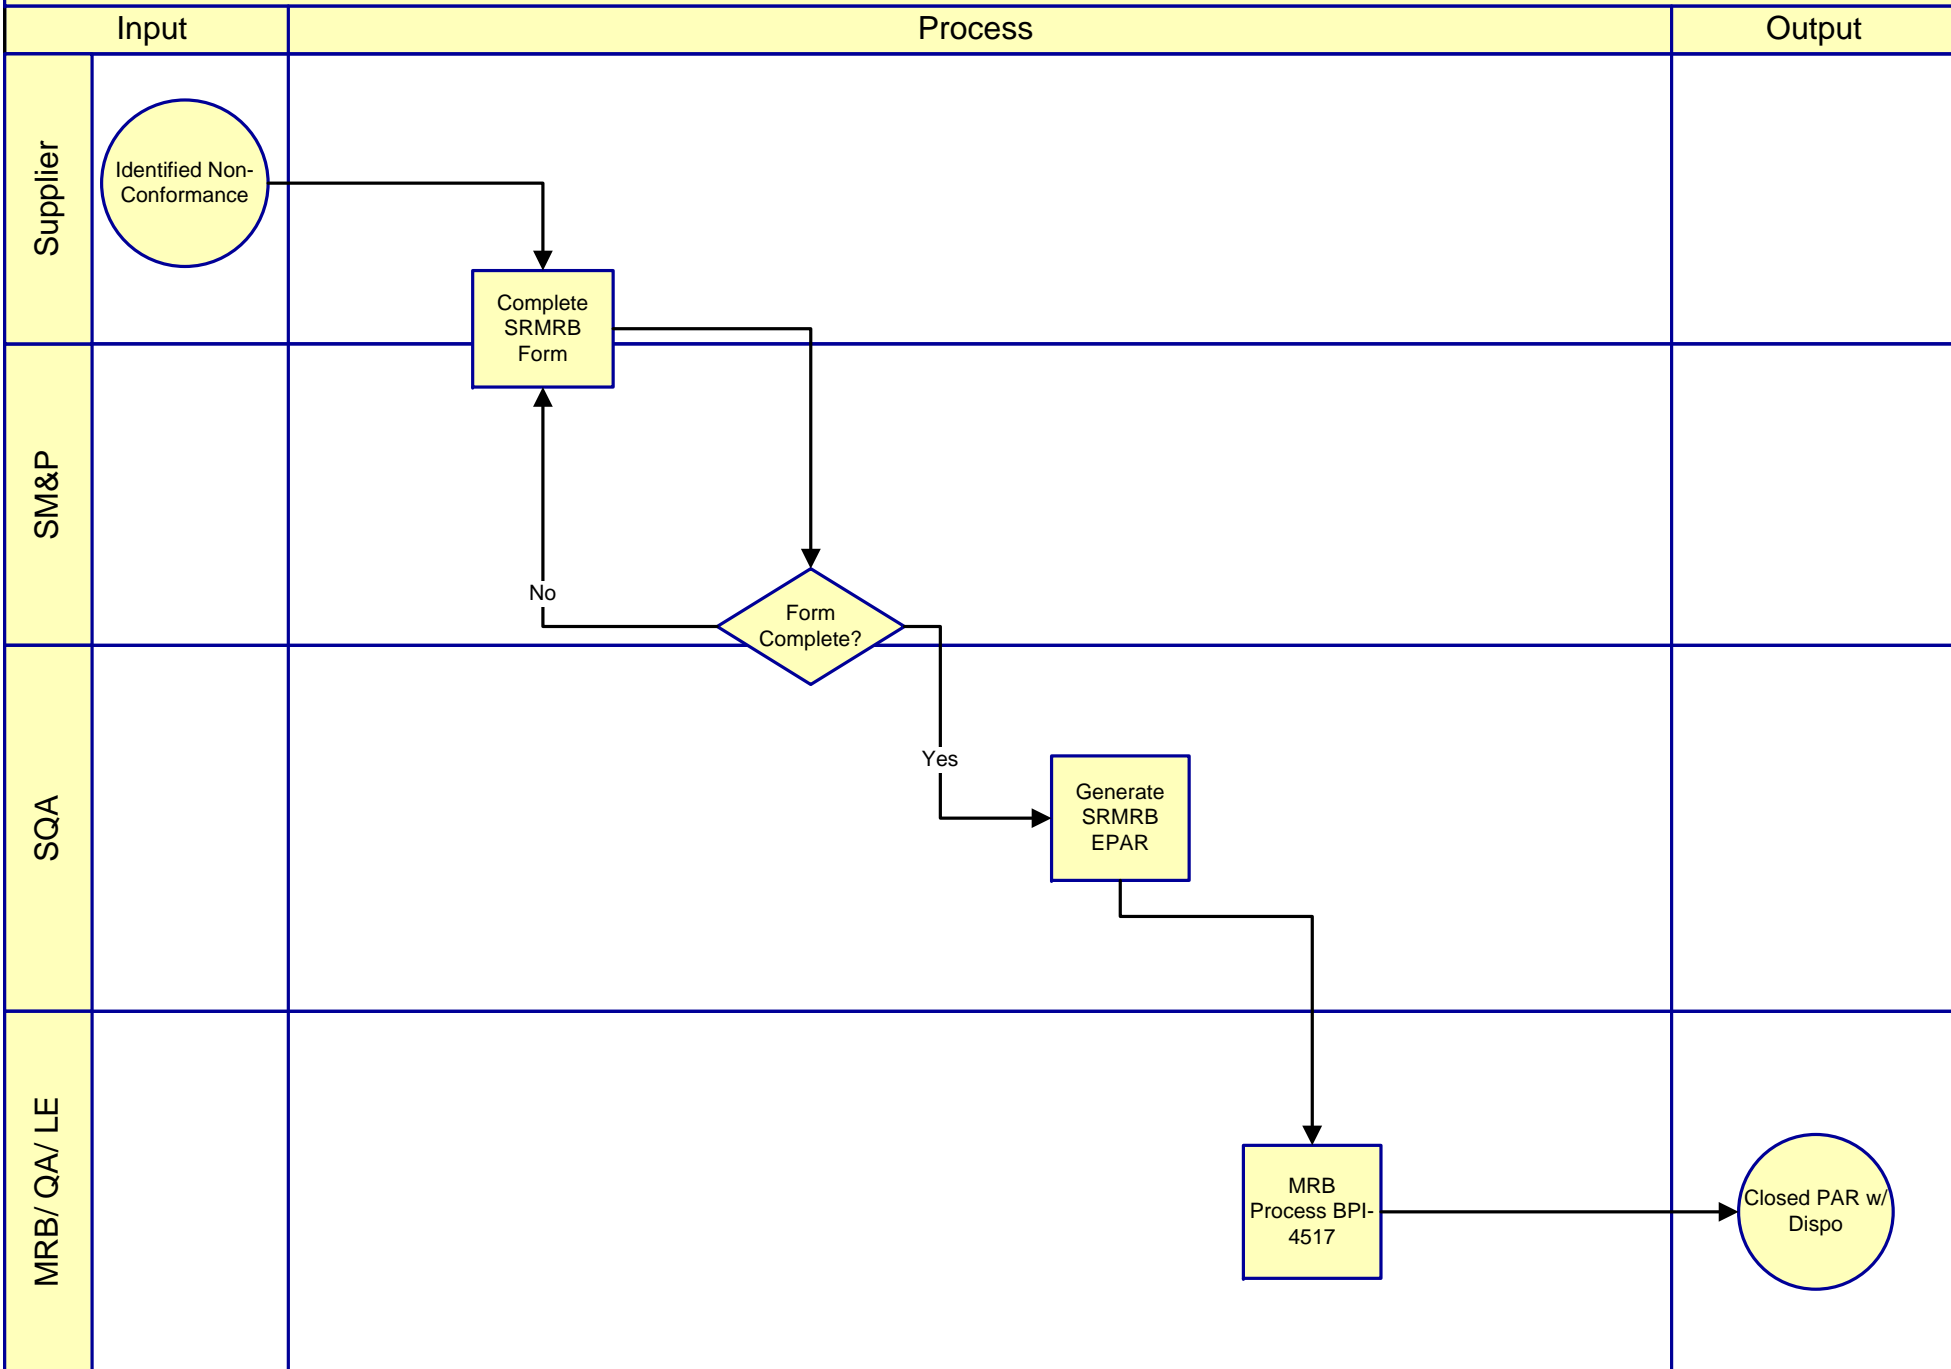 Input
Process
Output
Supplier
Identified Non-
Conformance
Complete
SRMRB
Form
SM&P
No
Form
Complete?
SQA
Yes
Generate
SRMRB
EPAR
MRB/ QA/ LE
MRB
Process BPI-
4517
Closed PAR w/
Dispo